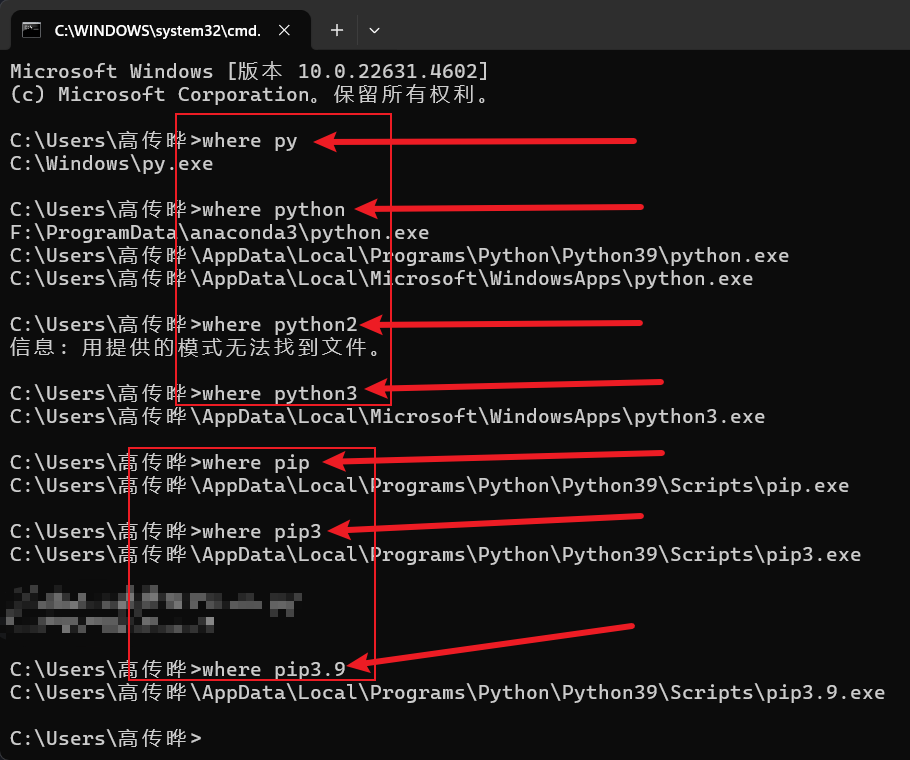 C:\WINDOWS\system32\cmd.
Microsoft Windows [版本 10.0.22631.4602]
(c) Microsoft Corporation。保留所有权利。
C:\Users\高传晔>where py
C:\Windows\py.exe
C:\Users\高传晔>where python
F:\ProgramData\anaconda3\python.exe
C:\Users\高传晔\AppData\Local\Programs\Python\Python39\python.exe
C:\Users\高传晔\AppData\Local\Microsoft\WindowsApps\python.exe
C:\Users\高传晔>where python2
信息: 用提供的模式无法找到文件。
C:\Users\高传晔>where python3
C:\Users\高传晔\AppData\Local\Microsoft\WindowsApps\python3.exe
C:\Users\高传晔>where pip
C:\Users\高传晔\AppData\Local\Programs\Python\Python39\Scripts\pip.exe
C:\Users\高传晔>where pip3
C:\Users\高传晔\AppData\Local\Programs\Python\Python39\Scripts\pip3.exe
C:\Users\高传晔>where pip3.9
C:\Users\高传晔\AppData\Local\Programs\Python\Python39\Scripts\pip3.9.exe
C:\Users\高传晔>